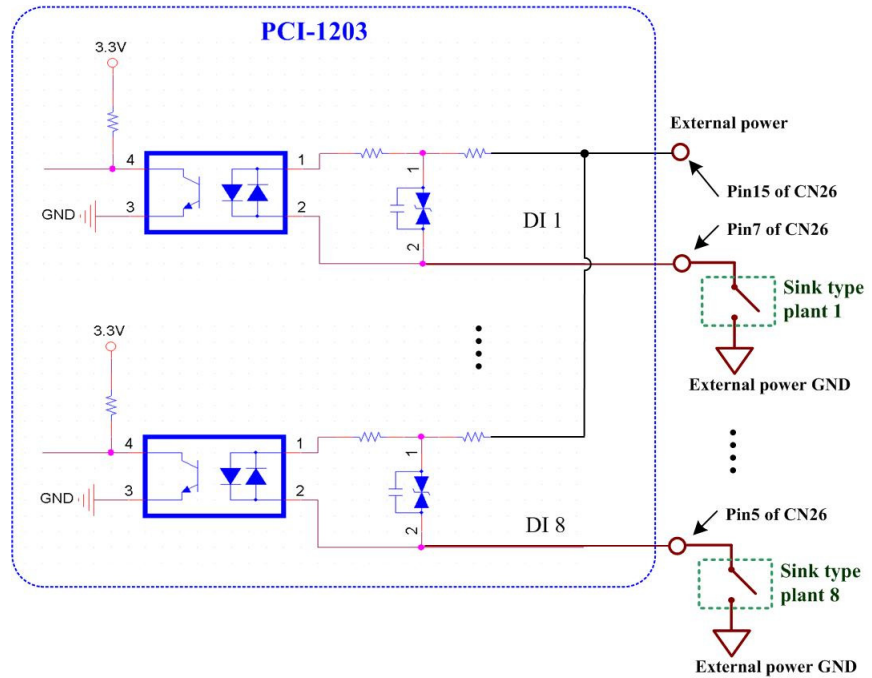 PCI-1203
3.3V
External power
4
1
1
Pin15 of CN26
GND
3
2
DI 1
Pin7 of CN26
2
Sink type
plant 1
3.3V
External power GND
4
1
1
GND
3
2
Pin5 of CN26
2
DI 8
Sink type
plant 8
External power GND